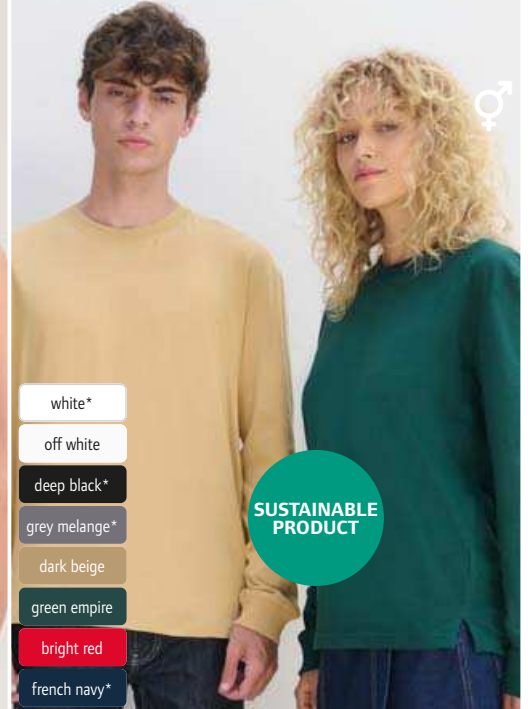 white*
off white
deep black*
grey melange*
dark beige
green empire
bright red
french navy*
SUSTAINABLE
PRODUCT